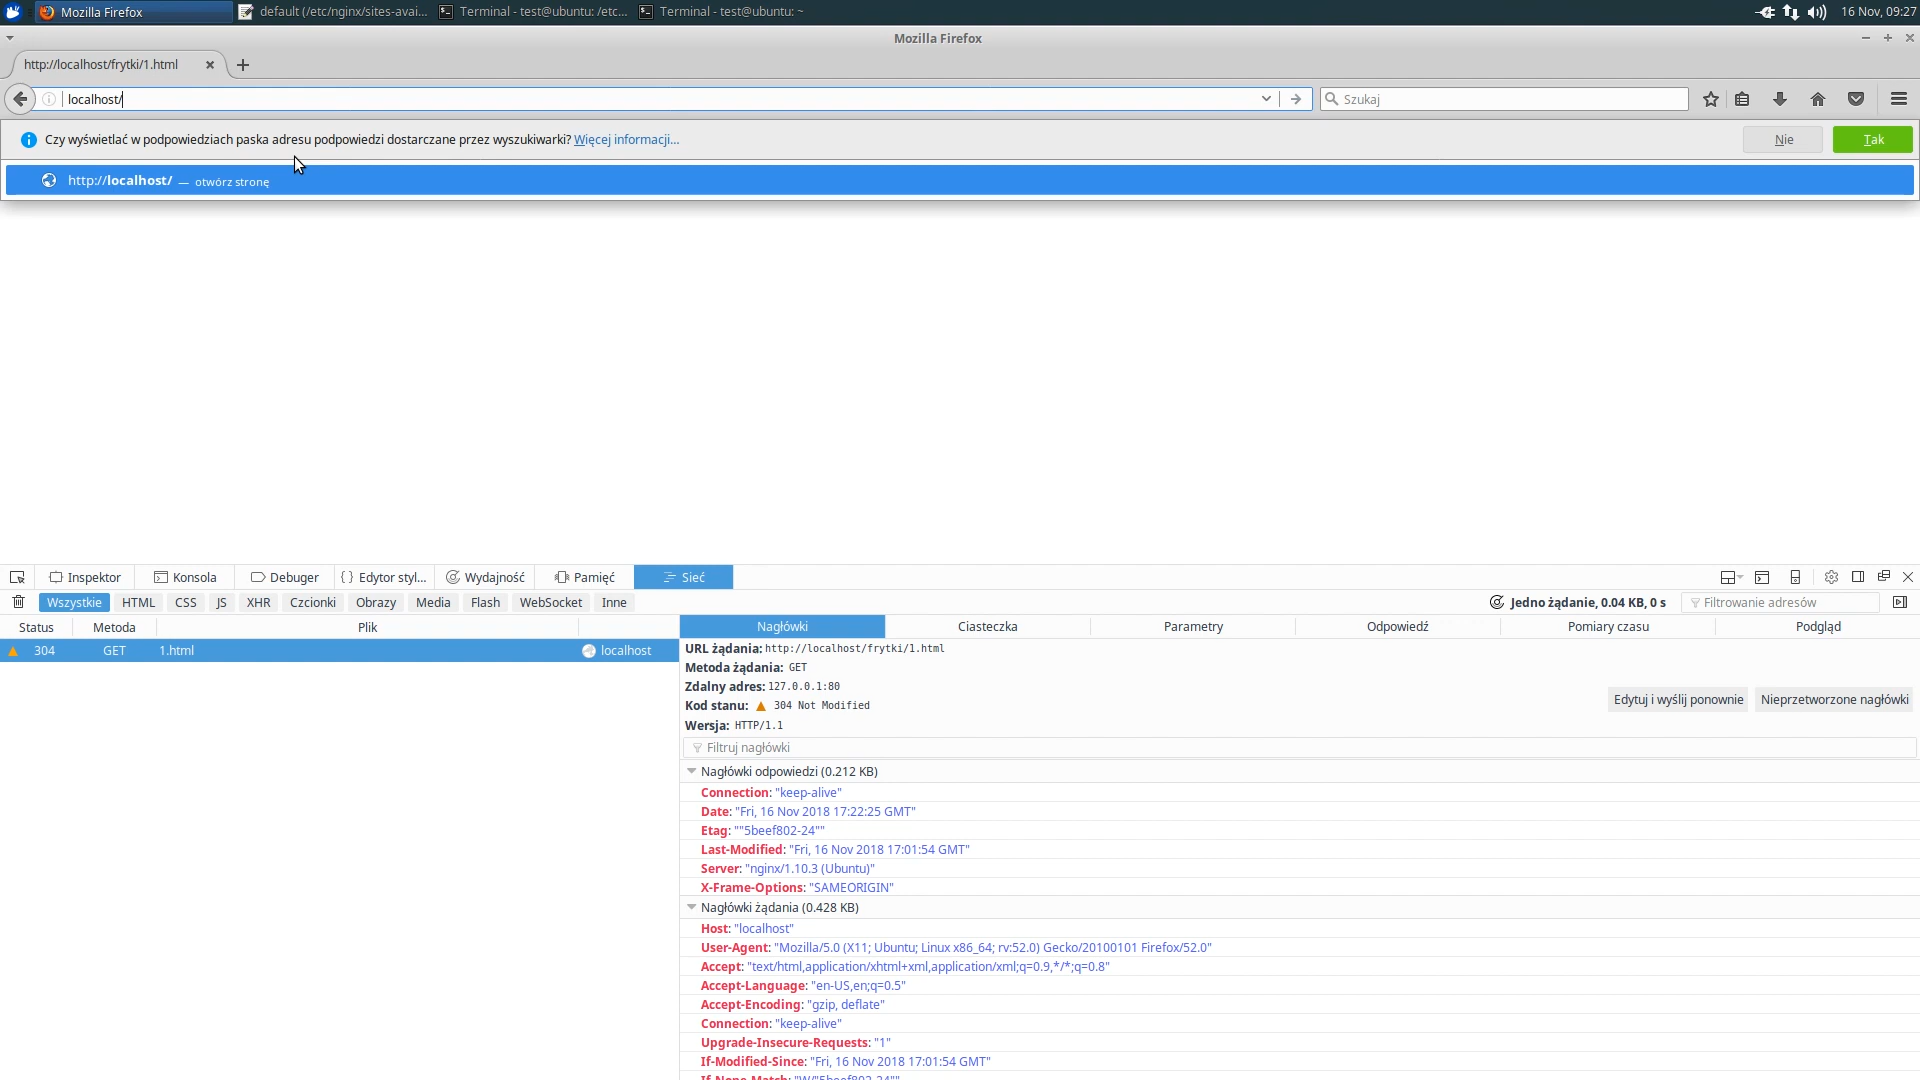 Mozilla Firefox
default (/etc/nginx/sites-avai...
Terminal - test@ubuntu: /etc...
Terminal - test@ubuntu: ~
16 Nov, 09:27
Mozilla Firefox
http://localhost/frytki/1.html
localhost/
Szukaj
Czy wyświetlać w podpowiedziach paska adresu podpowiedzi dostarczane przez wyszukiwarki? Więcej informacji...
Nie
Tak
http://localhost/ — otwórz stronę
Inspektor
Konsola
Debuger
Edytor styl...
Wydajność
Pamięć
Sieć
Wszystkie
HTML
CSS
JS
XHR
Czcionki
Obrazy
Media
Flash
WebSocket
Inne
Jedno żądanie, 0.04 KB, 0 s
Filtrowanie adresów
Status
Metoda
Plik
Nagłówki
Ciasteczka
Parametry
Odpowiedź
Pomiary czasu
Podgląd
304
GET
1.html
localhost
URL żądania: http://localhost/frytki/1.html
Metoda żądania: GET
Zdalny adres: 127.0.0.1:80
Kod stanu: 304 Not Modified
Edytuj i wyślij ponownie
Nieprzetworzone nagłówki
Wersja: HTTP/1.1
Filtruj nagłówki
Nagłówki odpowiedzi (0.212 KB)
Connection: "keep-alive"
Date: "Fri, 16 Nov 2018 17:22:25 GMT"
Etag: ""5beef802-24""
Last-Modified: "Fri, 16 Nov 2018 17:01:54 GMT"
Server: "nginx/1.10.3 (Ubuntu)"
X-Frame-Options: "SAMEORIGIN"
Nagłówki żądania (0.428 KB)
Host: "localhost"
User-Agent: "Mozilla/5.0 (X11; Ubuntu; Linux x86_64; rv:52.0) Gecko/20100101 Firefox/52.0"
Accept: "text/html,application/xhtml+xml,application/xml;q=0.9,*/*;q=0.8"
Accept-Language: "en-US,en;q=0.5"
Accept-Encoding: "gzip, deflate"
Connection: "keep-alive"
Upgrade-Insecure-Requests: "1"
If-Modified-Since: "Fri, 16 Nov 2018 17:01:54 GMT"
If-None-Match: "W/"5beef802-24""